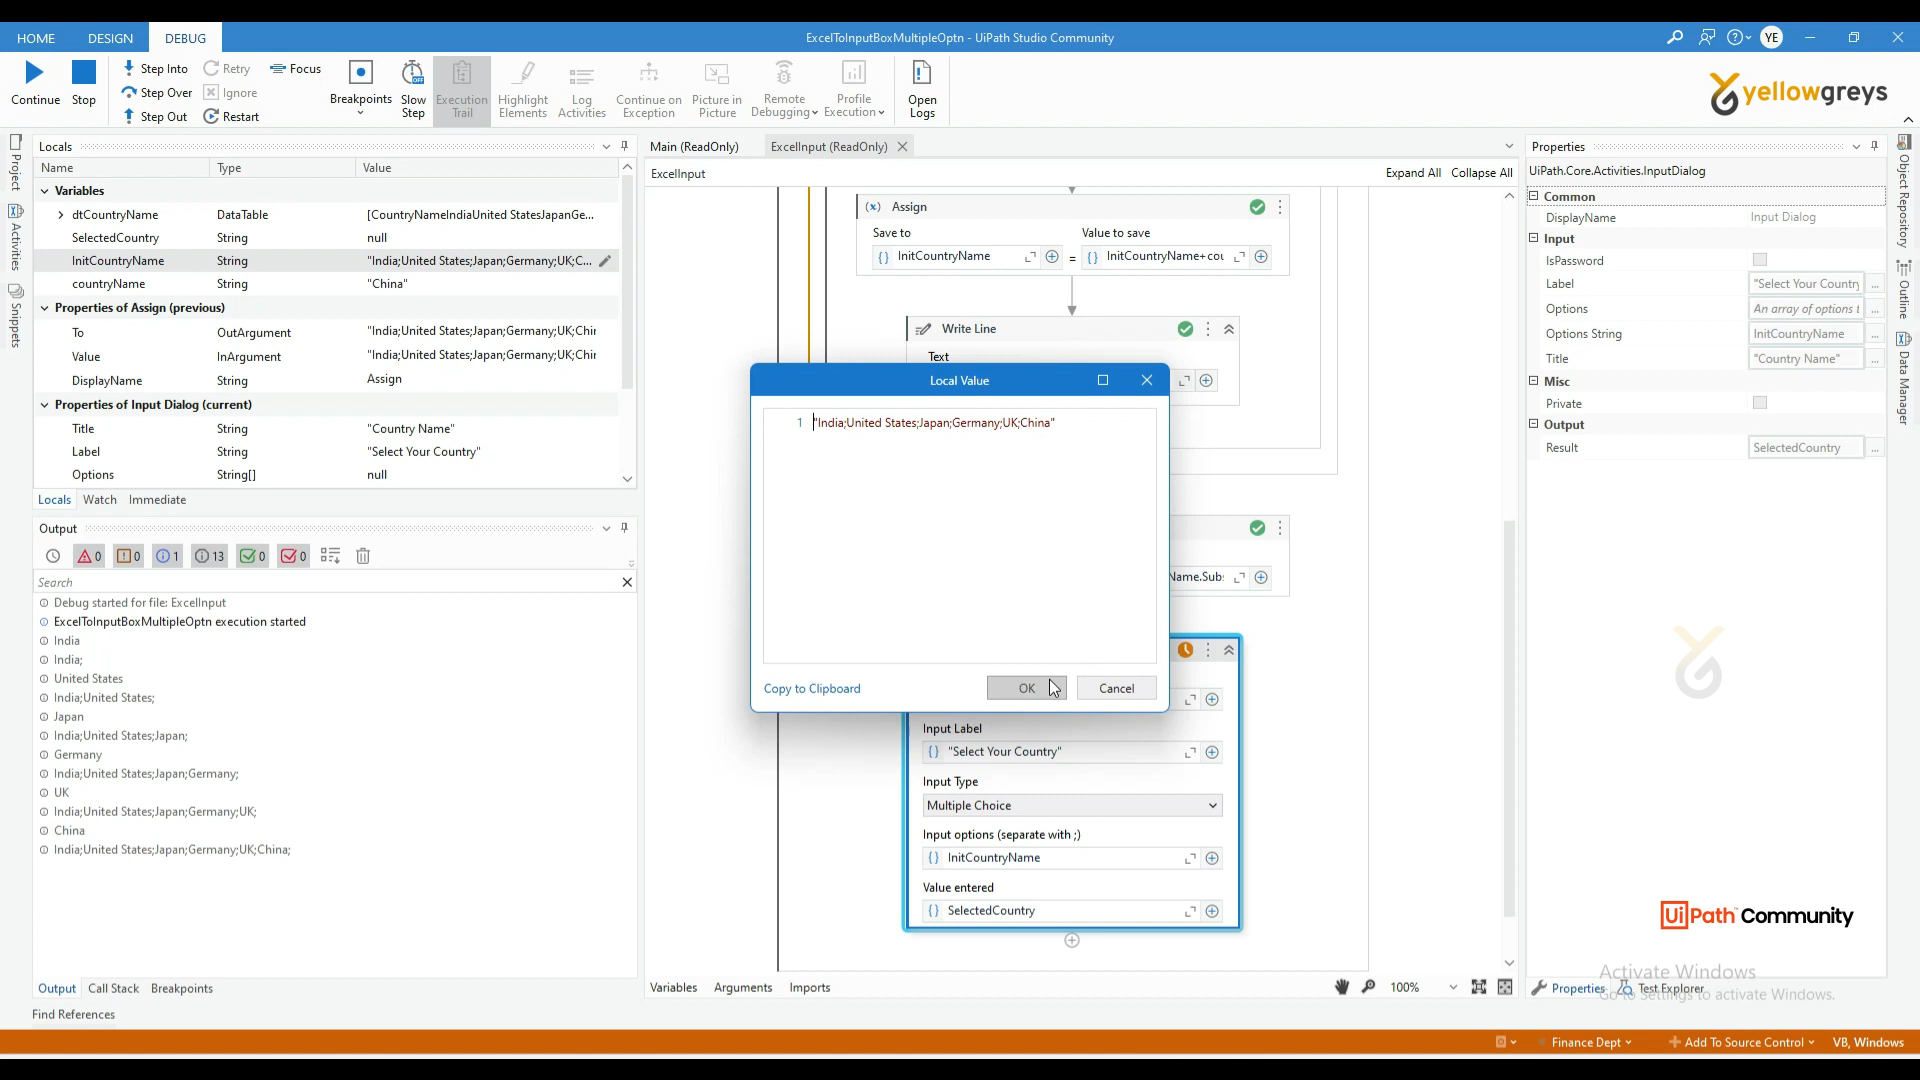 HOME DESIGN DEBUG
ExcelToInputBoxMultipleOptn - UiPath Studio Community
YE
Continue
Stop
Step Into
Step Over
Step Out
Retry
Ignore
Restart
Focus
Breakpoints
Slow Step
Execution Trail
Highlight Elements
Log Activities
Continue on Exception
Picture in Picture
Remote Debugging
Profile Execution
Open Logs
yellowgreys
Project
Activities
Snippets
Locals
Name Type Value
Variables
dtCountryName DataTable [CountryNameIndiaUnited StatesJapanGe...
SelectedCountry String null
InitCountryName String "India;United States;Japan;Germany;UK;C...
countryName String "China"
Properties of Assign (previous)
To OutArgument "India;United States;Japan;Germany;UK;Chir
Value InArgument "India;United States;Japan;Germany;UK;Chir
DisplayName String Assign
Properties of Input Dialog (current)
Title String "Country Name"
Label String "Select Your Country"
Options String[] null
Locals Watch Immediate
Output
0 0 1 13 0 0
Search
Debug started for file: ExcelInput
ExcelToInputBoxMultipleOptn execution started
India
India;
United States
India;United States;
Japan
India;United States;Japan;
Germany
India;United States;Japan;Germany;
UK
India;United States;Japan;Germany;UK;
China
India;United States;Japan;Germany;UK;China;
Output Call Stack Breakpoints
Find References
Main (ReadOnly) ExcelInput (ReadOnly)
ExcelInput Expand All Collapse All
(x) Assign
Save to Value to save
{} InitCountryName = {} InitCountryName+cou
Write Line
Text
Local Value
1 "India;United States;Japan;Germany;UK;China"
Copy to Clipboard OK Cancel
Name.Sub:
Input Label
{} "Select Your Country"
Input Type
Multiple Choice
Input options (separate with ;)
{} InitCountryName
Value entered
{} SelectedCountry
Variables Arguments Imports 100%
Properties
UiPath.Core.Activities.InputDialog
Common
DisplayName Input Dialog
Input
IsPassword
Label "Select Your Country ...
Options An array of options t ...
Options String InitCountryName ...
Title "Country Name" ...
Misc
Private
Output
Result SelectedCountry ...
UiPath Community
Activate Windows
Go to Settings to activate Windows.
Properties Test Explorer
Object Repository
Outline
Data Manager
Finance Dept Add To Source Control VB, Windows